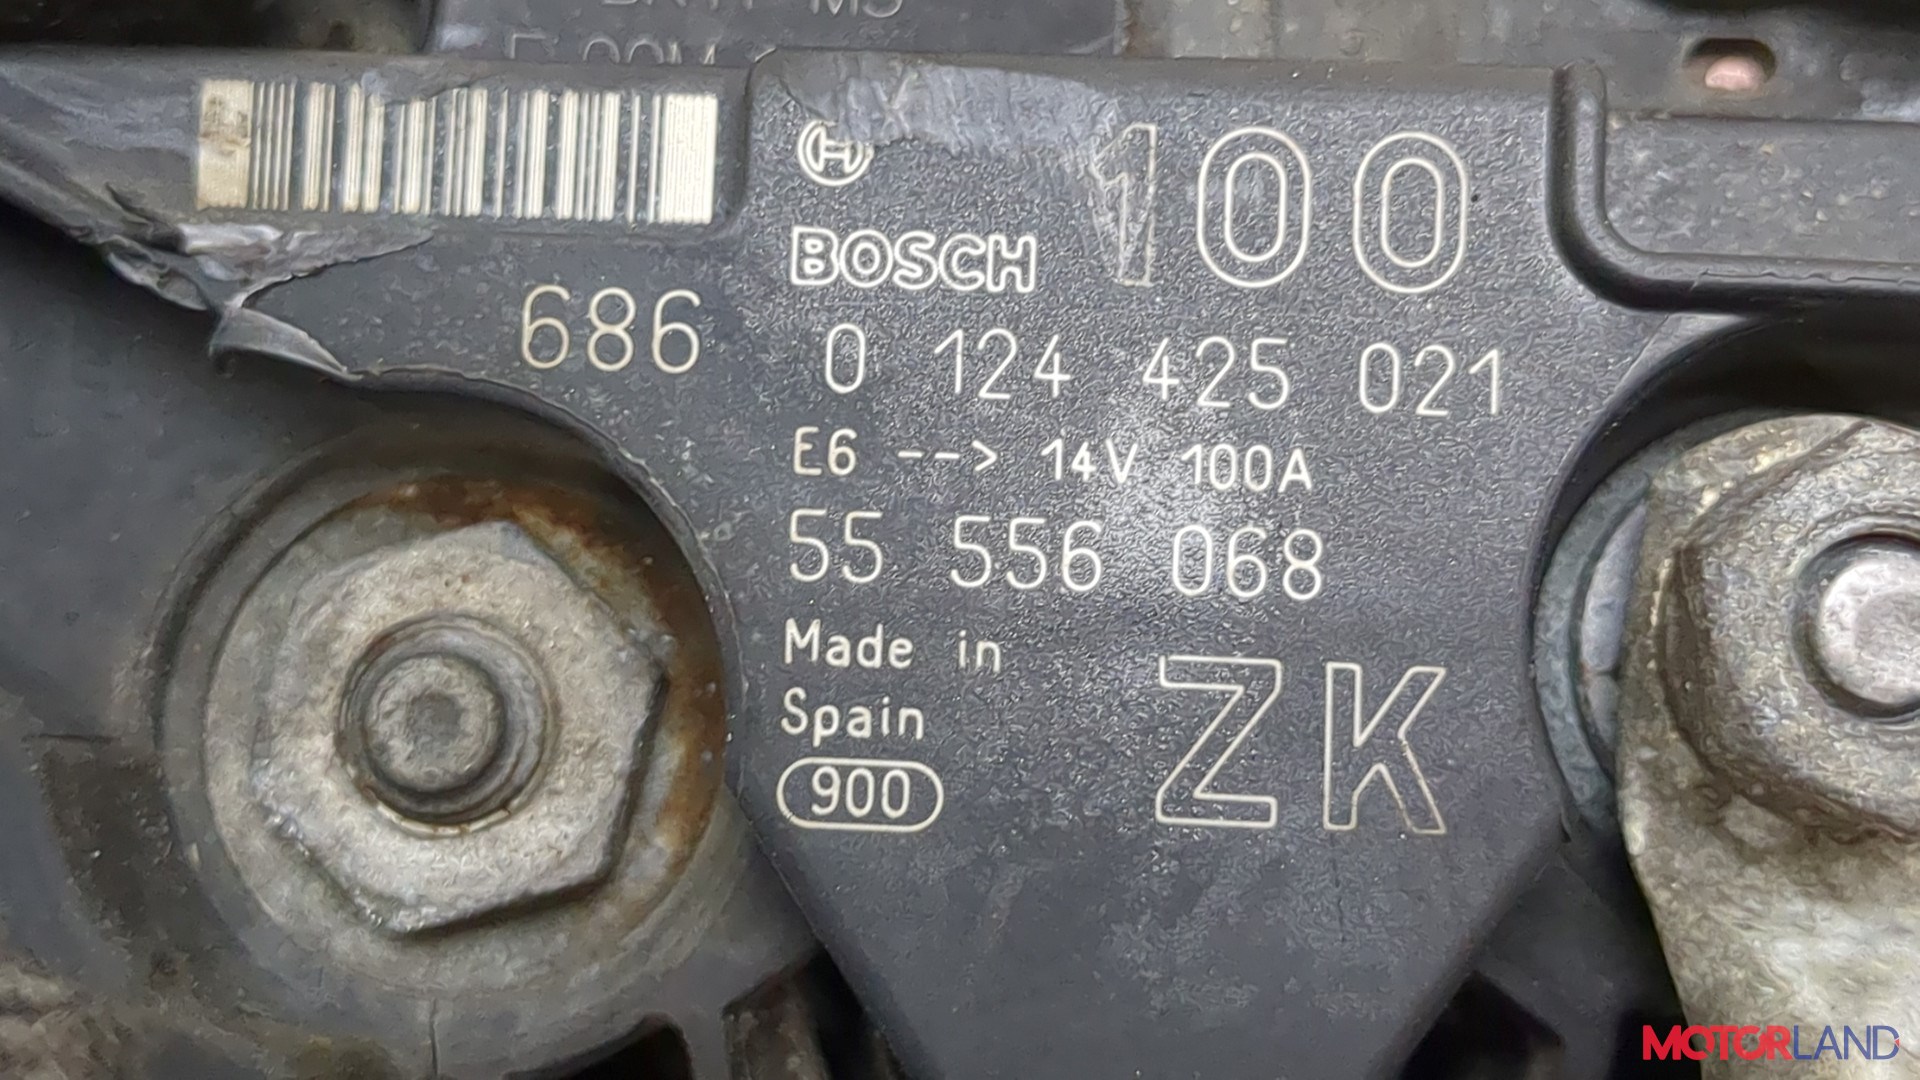 100
BOSCH
686
0 124 425 021
E6 --> 14V 100A
55 556 068
Made in
Spain
900
ZK
MOTORLAND